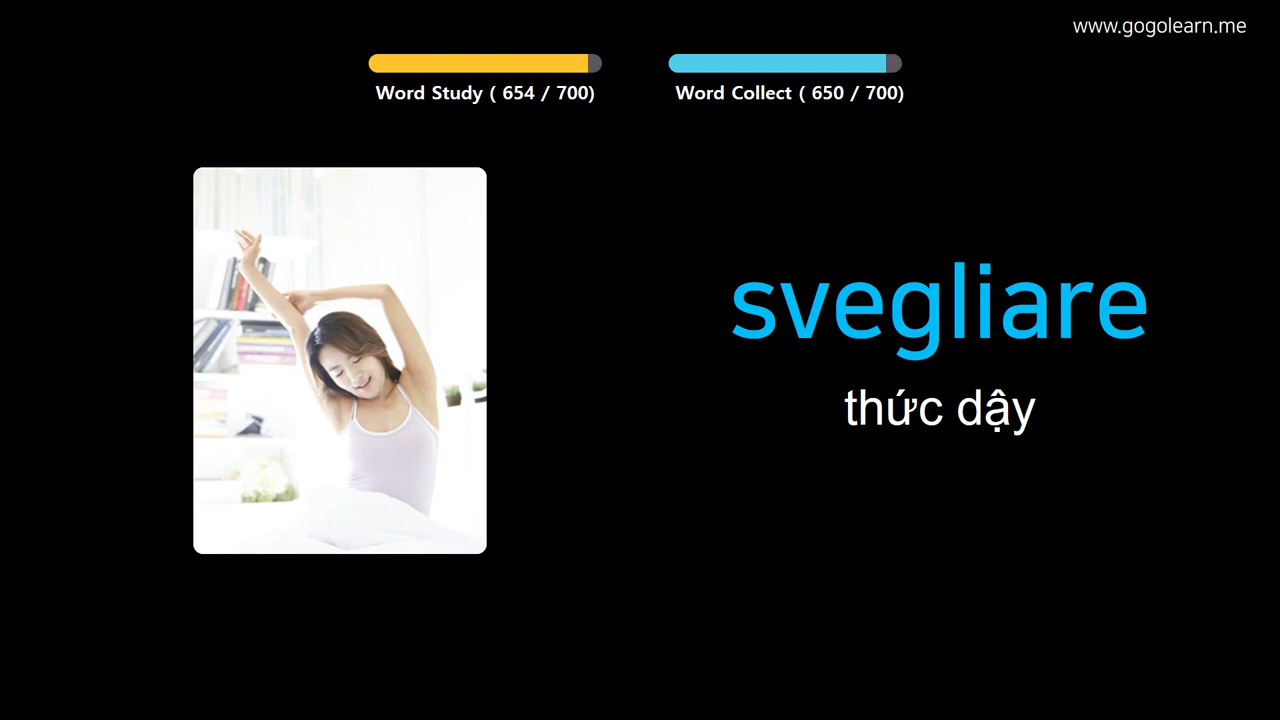 www.gogolearn.me
Word Study ( 654 / 700)
Word Collect ( 650 / 700)
svegliare
thức dậy